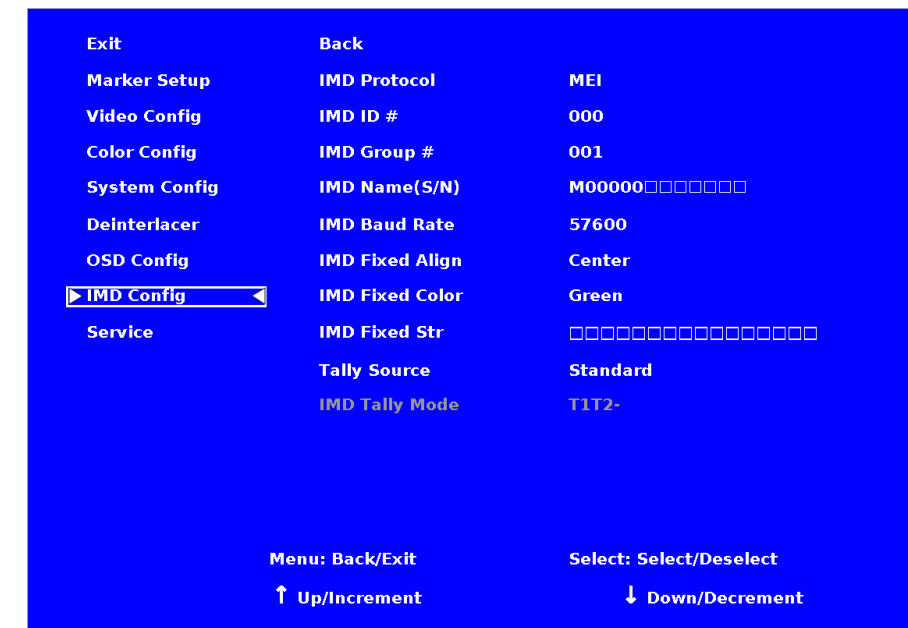 Exit Back
Marker Setup IMD Protocol MEI
Video Config IMD ID # 000
Color Config IMD Group # 001
System Config IMD Name(S/N) M00000□□□□□□□
Deinterlacer IMD Baud Rate 57600
OSD Config IMD Fixed Align Center
▶ IMD Config ◀ IMD Fixed Color Green
Service IMD Fixed Str □□□□□□□□□□□□□□□□
Tally Source Standard
IMD Tally Mode T1T2-
Menu: Back/Exit Select: Select/Deselect
↑ Up/Increment ↓ Down/Decrement